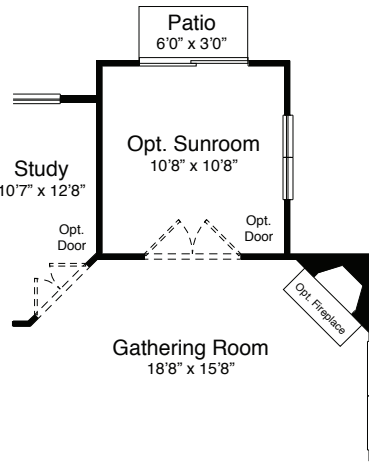 Patio
6'0" x 3'0"
Opt. Sunroom
10'8" x 10'8"
Study
10'7" x 12'8"
Opt.
Door
Opt.
Door
Opt. Fireplace
Gathering Room
18'8" x 15'8"